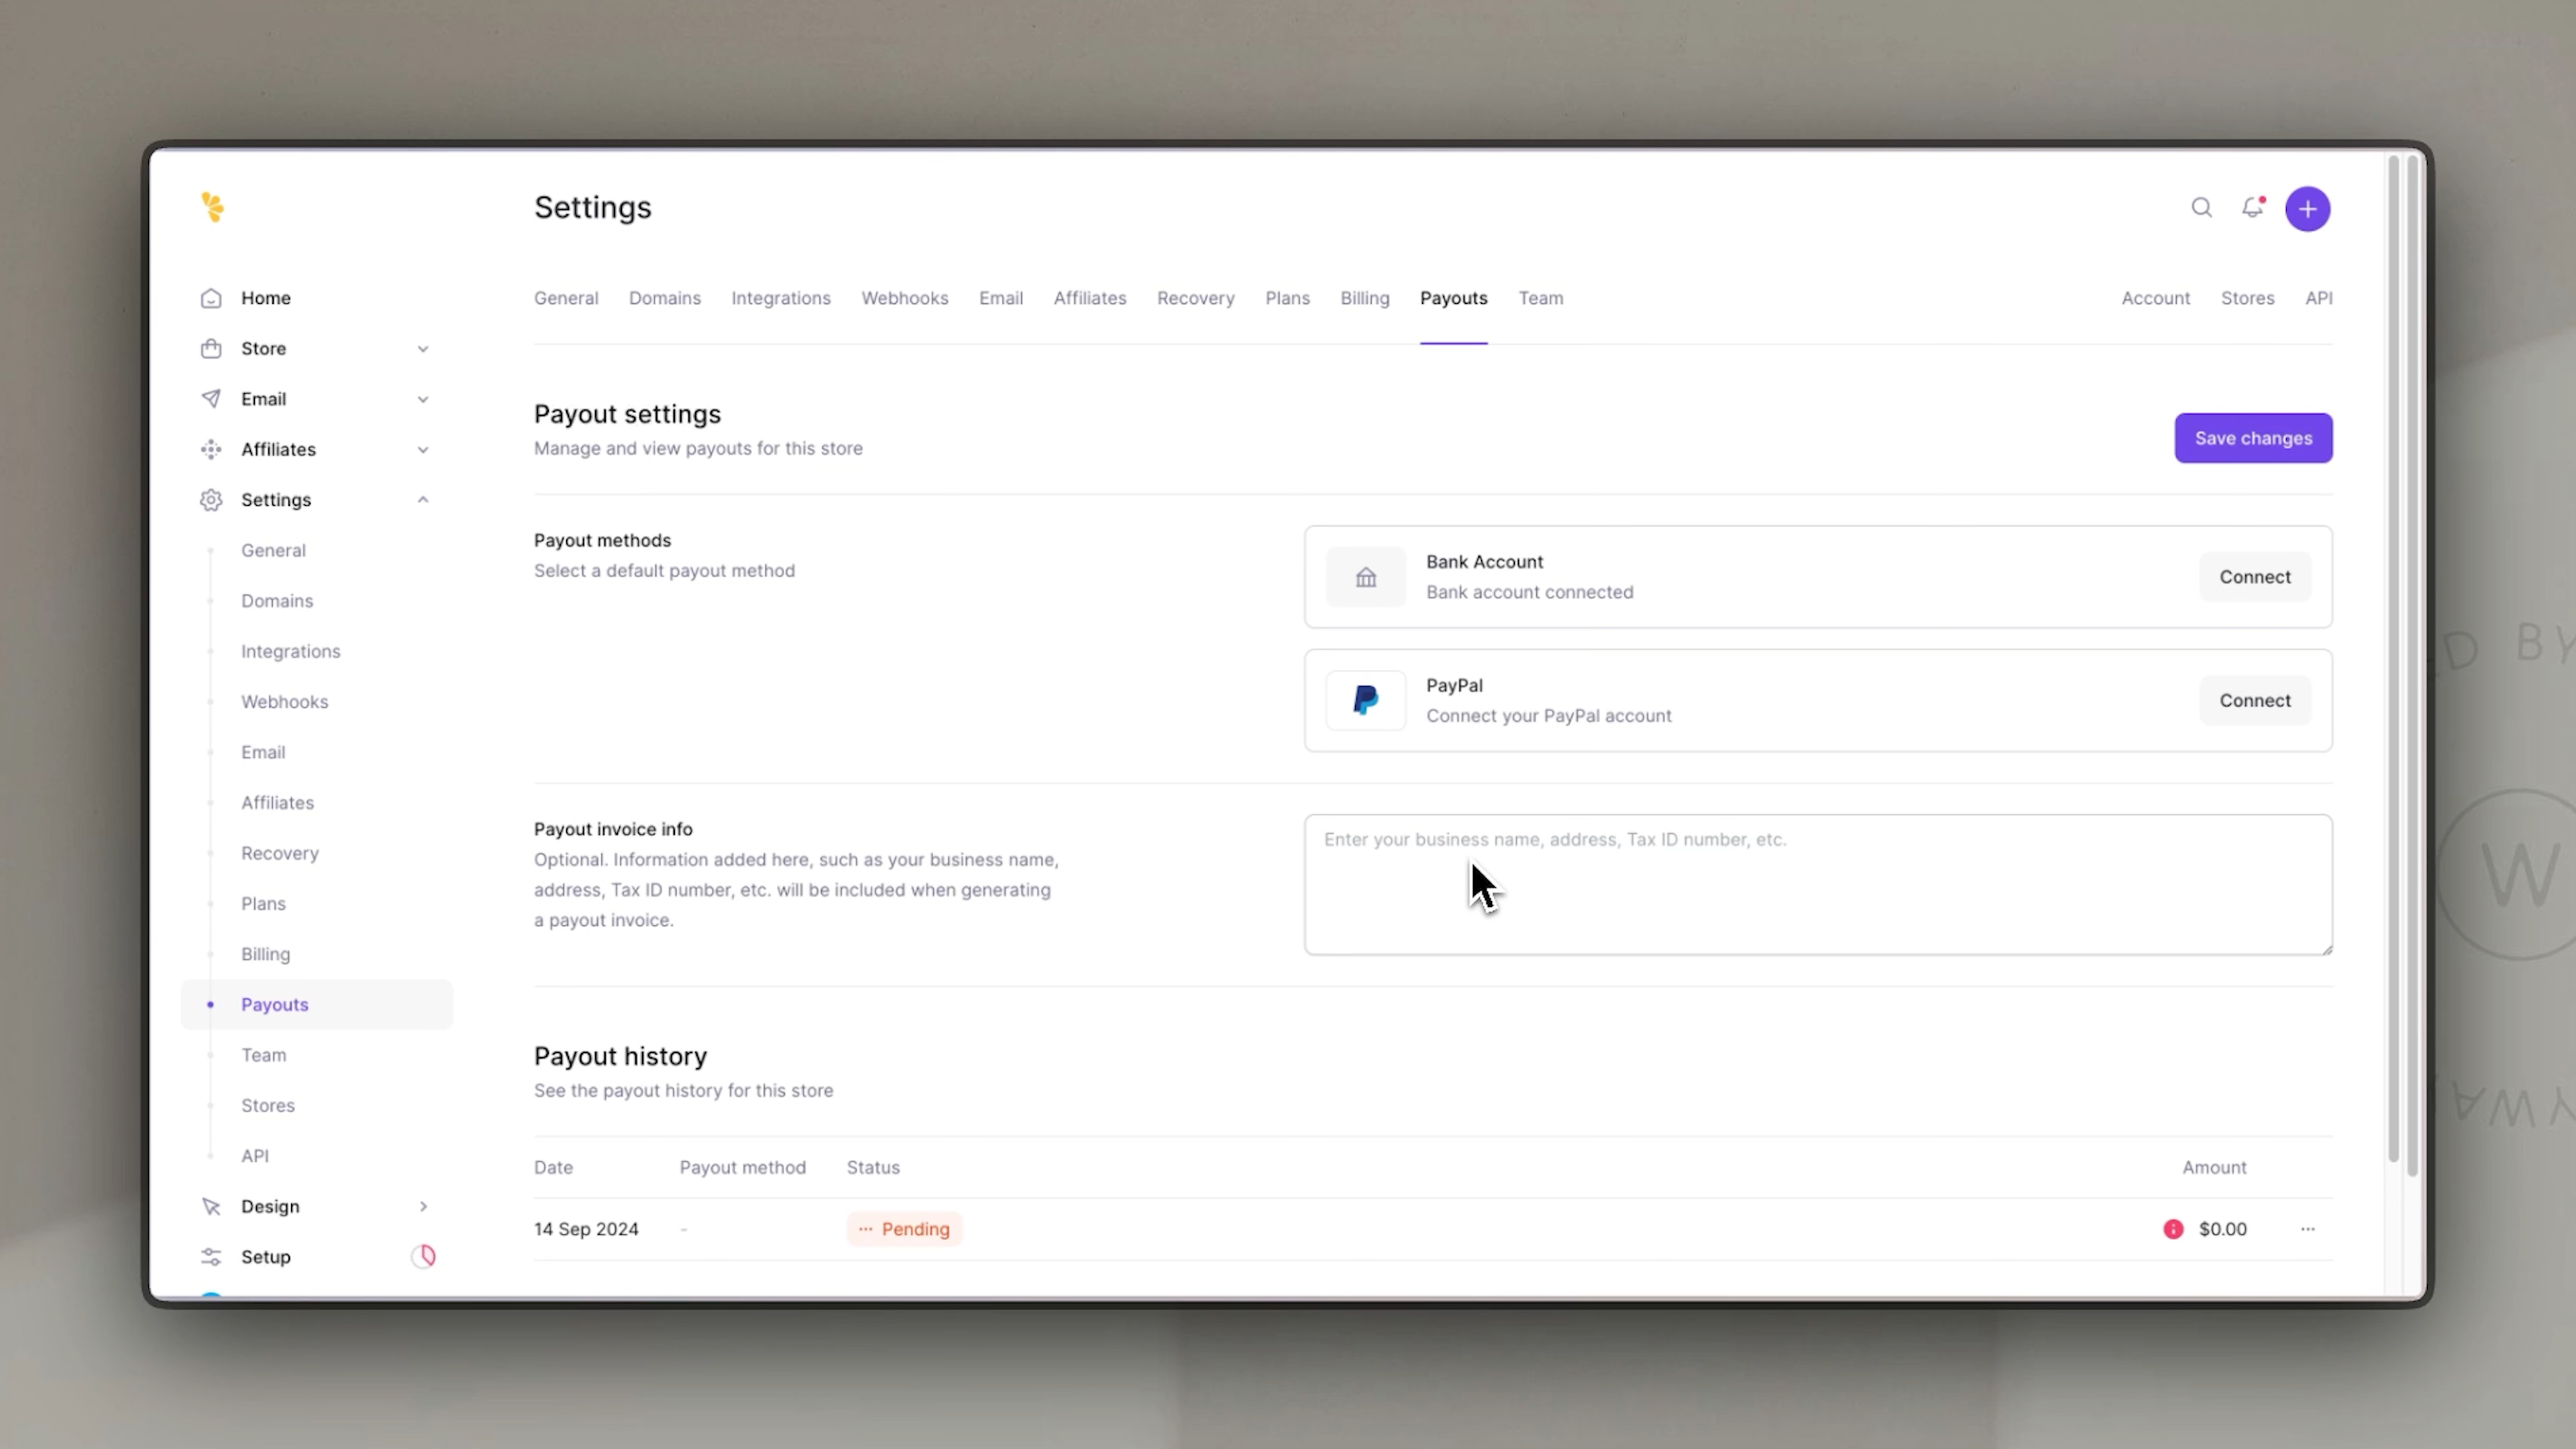 Settings
Home
Store
Email
Affiliates
Settings
General
Domains
Integrations
Webhooks
Email
Affiliates
Recovery
Plans
Billing
Payouts
Team
Stores
API
Design
Setup
General Domains Integrations Webhooks Email Affiliates Recovery Plans Billing Payouts Team Account Stores API
Payout settings
Manage and view payouts for this store
Save changes
Payout methods
Select a default payout method
Bank Account
Bank account connected
Connect
PayPal
Connect your PayPal account
Connect
Payout invoice info
Optional. Information added here, such as your business name,
address, Tax ID number, etc. will be included when generating
a payout invoice.
Enter your business name, address, Tax ID number, etc.
Payout history
See the payout history for this store
Date Payout method Status Amount
14 Sep 2024 - ··· Pending $0.00 ···
BY
W